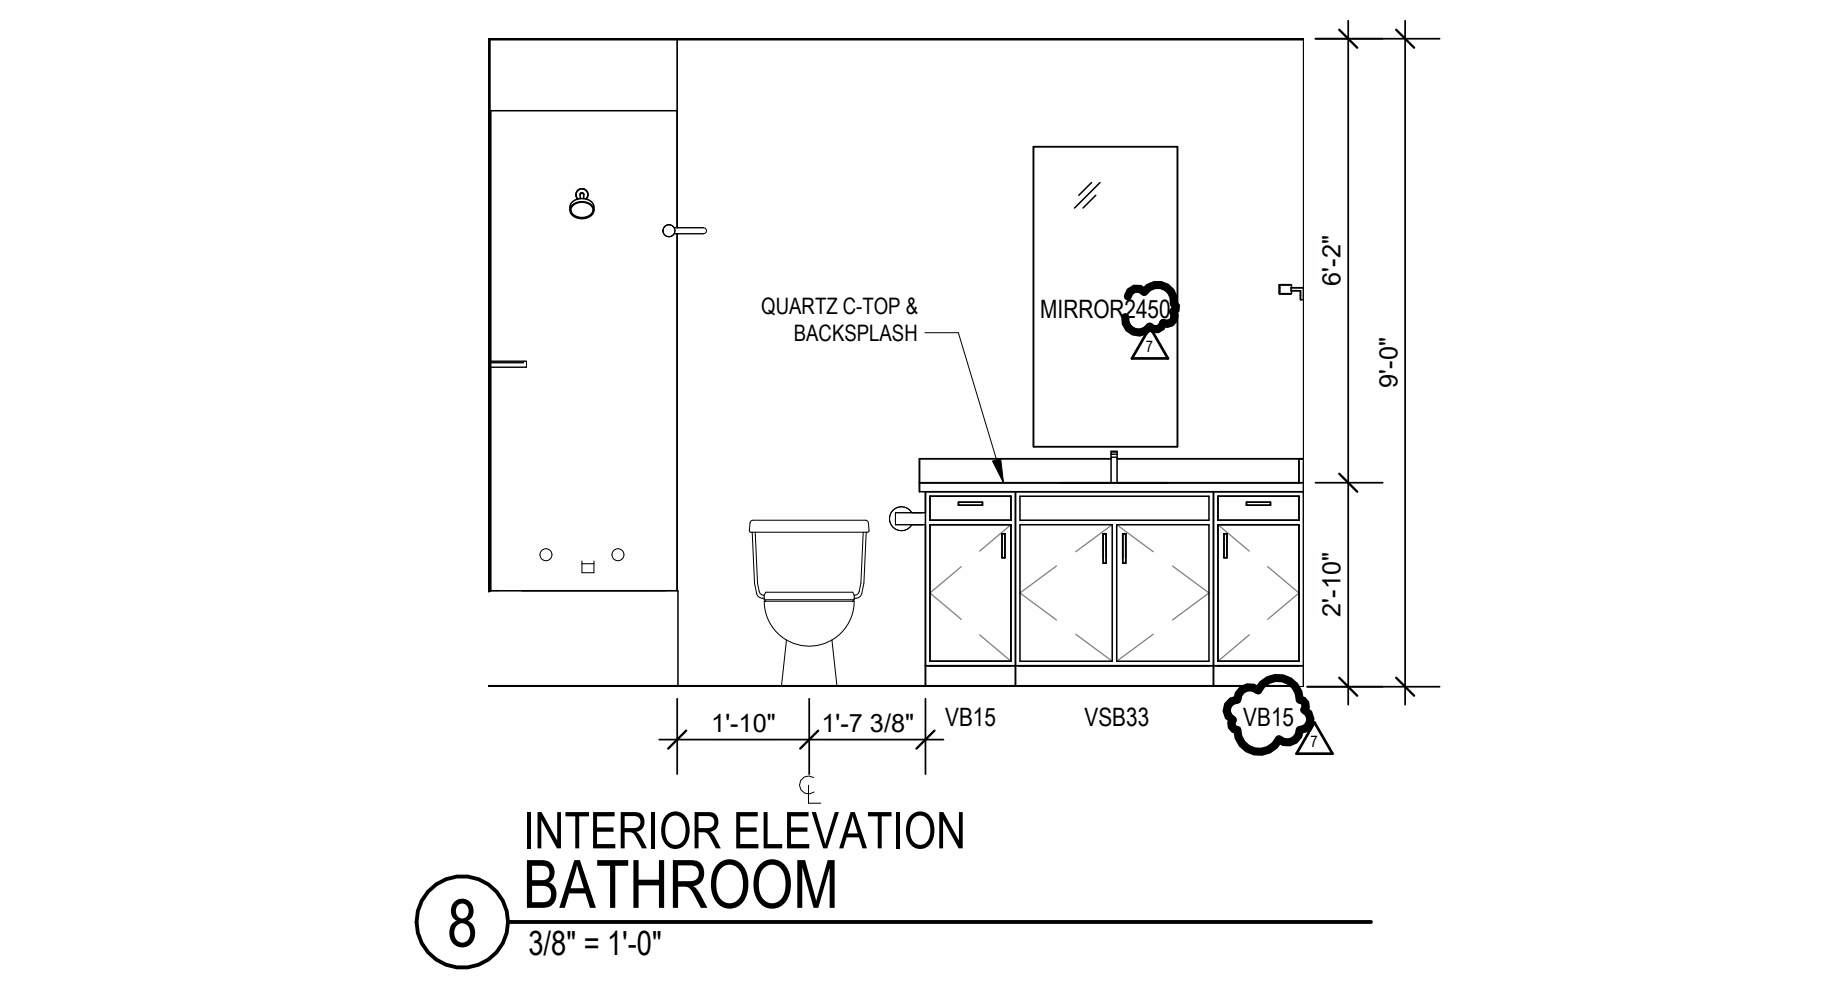 6'-2"
QUARTZ C-TOP &
BACKSPLASH
MIRROR2450
7
9'-0"
2'-10"
1'-10"
1'-7 3/8"
VB15
VSB33
VB15
7
CL
INTERIOR ELEVATION
BATHROOM
8
3/8" = 1'-0"